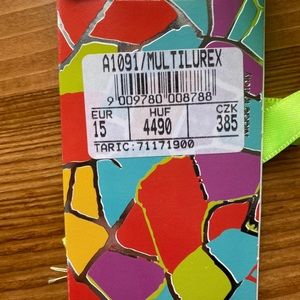 A1091/MULTILUREX
9 009780 008788
EUR HUF CZK
15 4490 385
TARIC:71171900